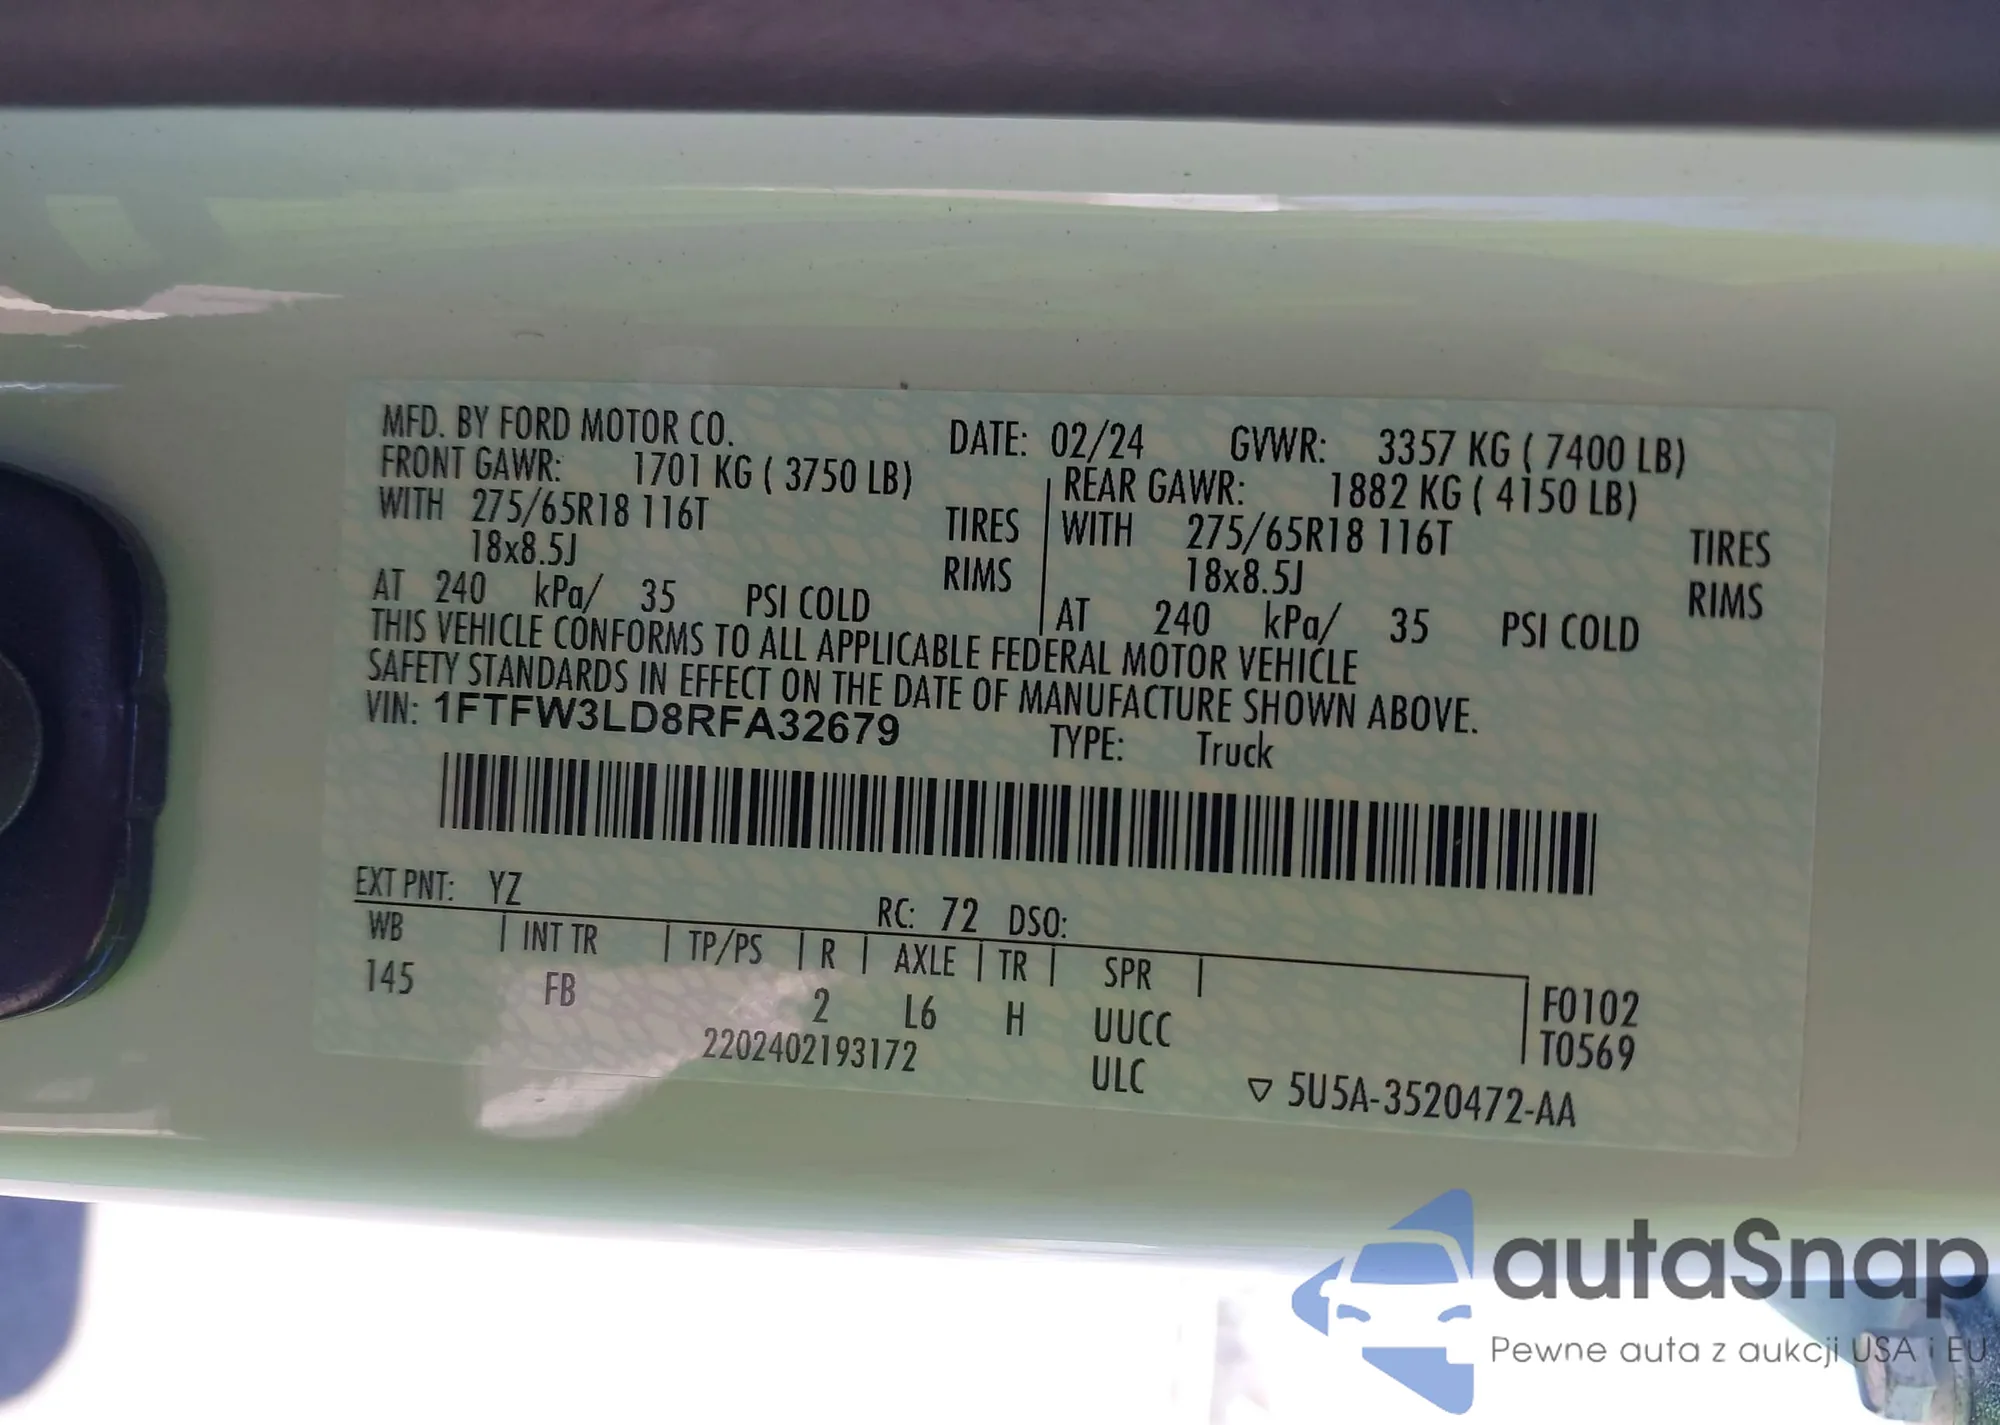 MFD. BY FORD MOTOR CO. DATE: 02/24 GVWR: 3357 KG ( 7400 LB)
FRONT GAWR: 1701 KG ( 3750 LB) REAR GAWR: 1882 KG ( 4150 LB)
WITH 275/65R18 116T TIRES WITH 275/65R18 116T TIRES
18x8.5J RIMS 18x8.5J RIMS
AT 240 kPa/ 35 PSI COLD AT 240 kPa/ 35 PSI COLD
THIS VEHICLE CONFORMS TO ALL APPLICABLE FEDERAL MOTOR VEHICLE
SAFETY STANDARDS IN EFFECT ON THE DATE OF MANUFACTURE SHOWN ABOVE.
VIN: 1FTFW3LD8RFA32679 TYPE: Truck
EXT PNT: YZ RC: 72 DSO:
WB INT TR TP/PS R AXLE TR SPR
145 FB 2 L6 H UUCC F0102
2202402193172 ULC T0569
▽ 5U5A-3520472-AA
autaSnap
Pewne auta z aukcji USA i EU